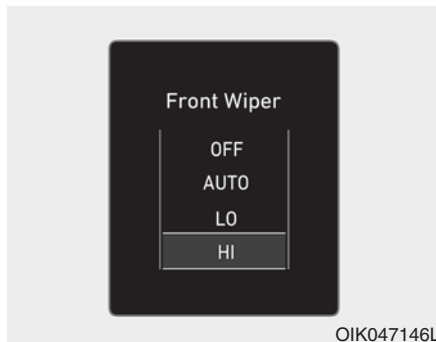 Front Wiper
OFF
AUTO
LO
HI
OIK047146L